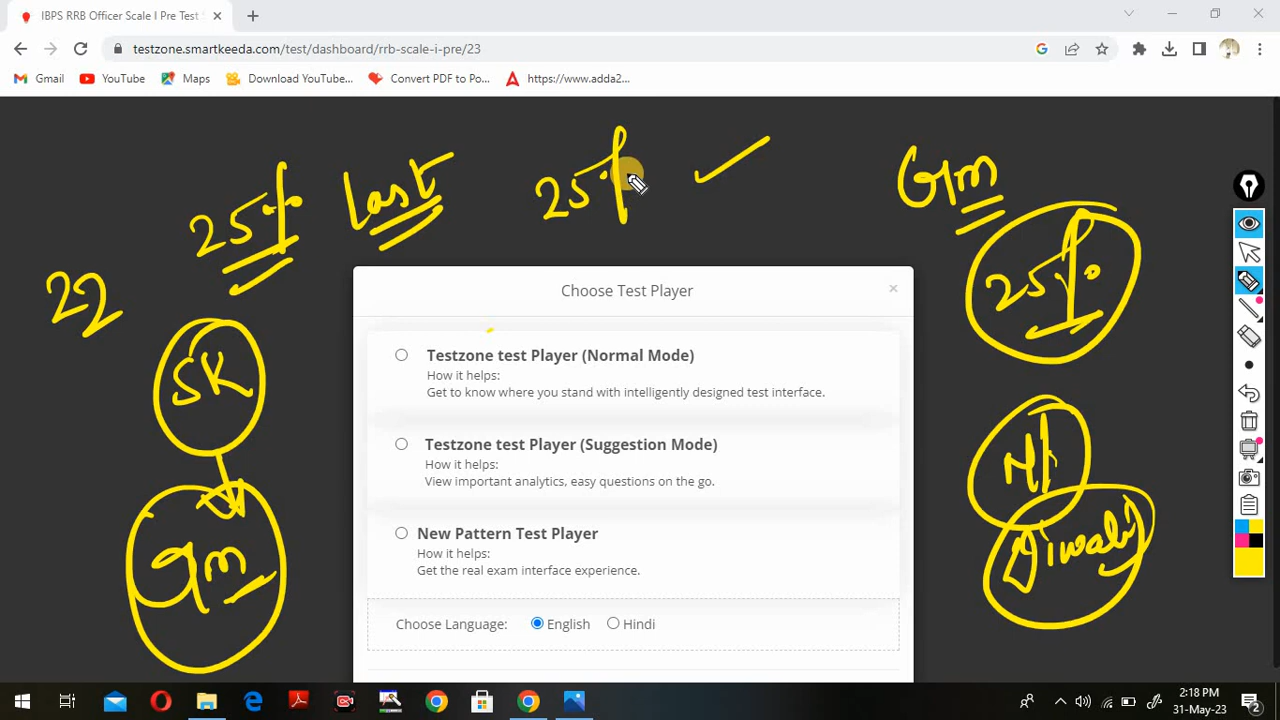 IBPS RRB Officer Scale I Pre Test
testzone.smartkeeda.com/test/dashboard/rrb-scale-i-pre/23
Gmail YouTube Maps Download YouTube... Convert PDF to Po... https://www.adda2...
25% Last 25% Gm
25%
22
SK
Gm
Diwali
Choose Test Player ×
Testzone test Player (Normal Mode)
How it helps:
Get to know where you stand with intelligently designed test interface.
Testzone test Player (Suggestion Mode)
How it helps:
View important analytics, easy questions on the go.
New Pattern Test Player
How it helps:
Get the real exam interface experience.
Choose Language: English Hindi
2:18 PM
31-May-23
2